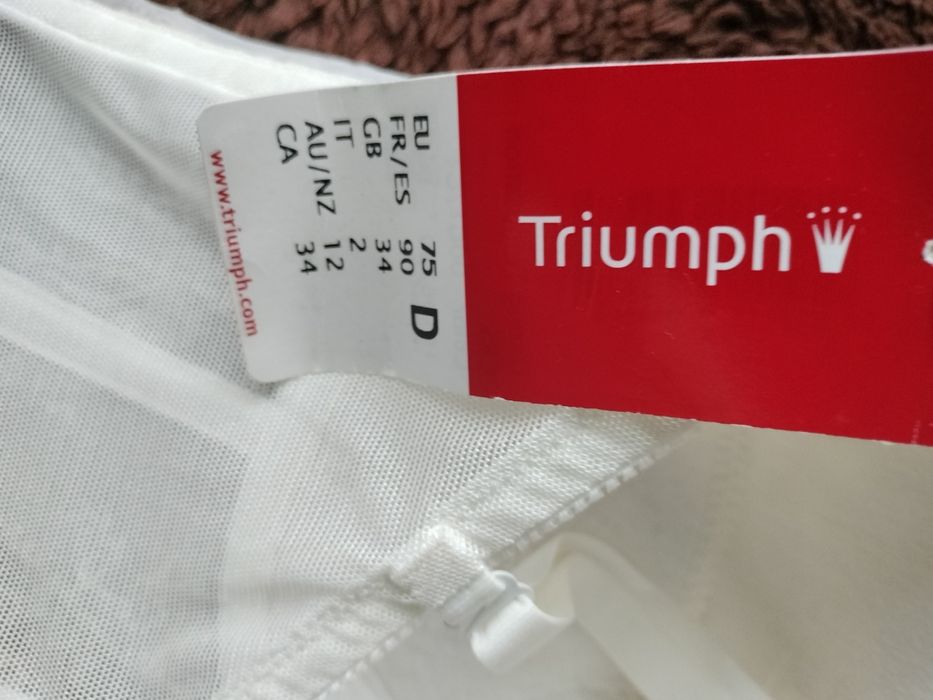 EU 75 D
FR/ES 90
GB 34
IT 2
AU/NZ 12
CA 34
www.triumph.com
Triumph